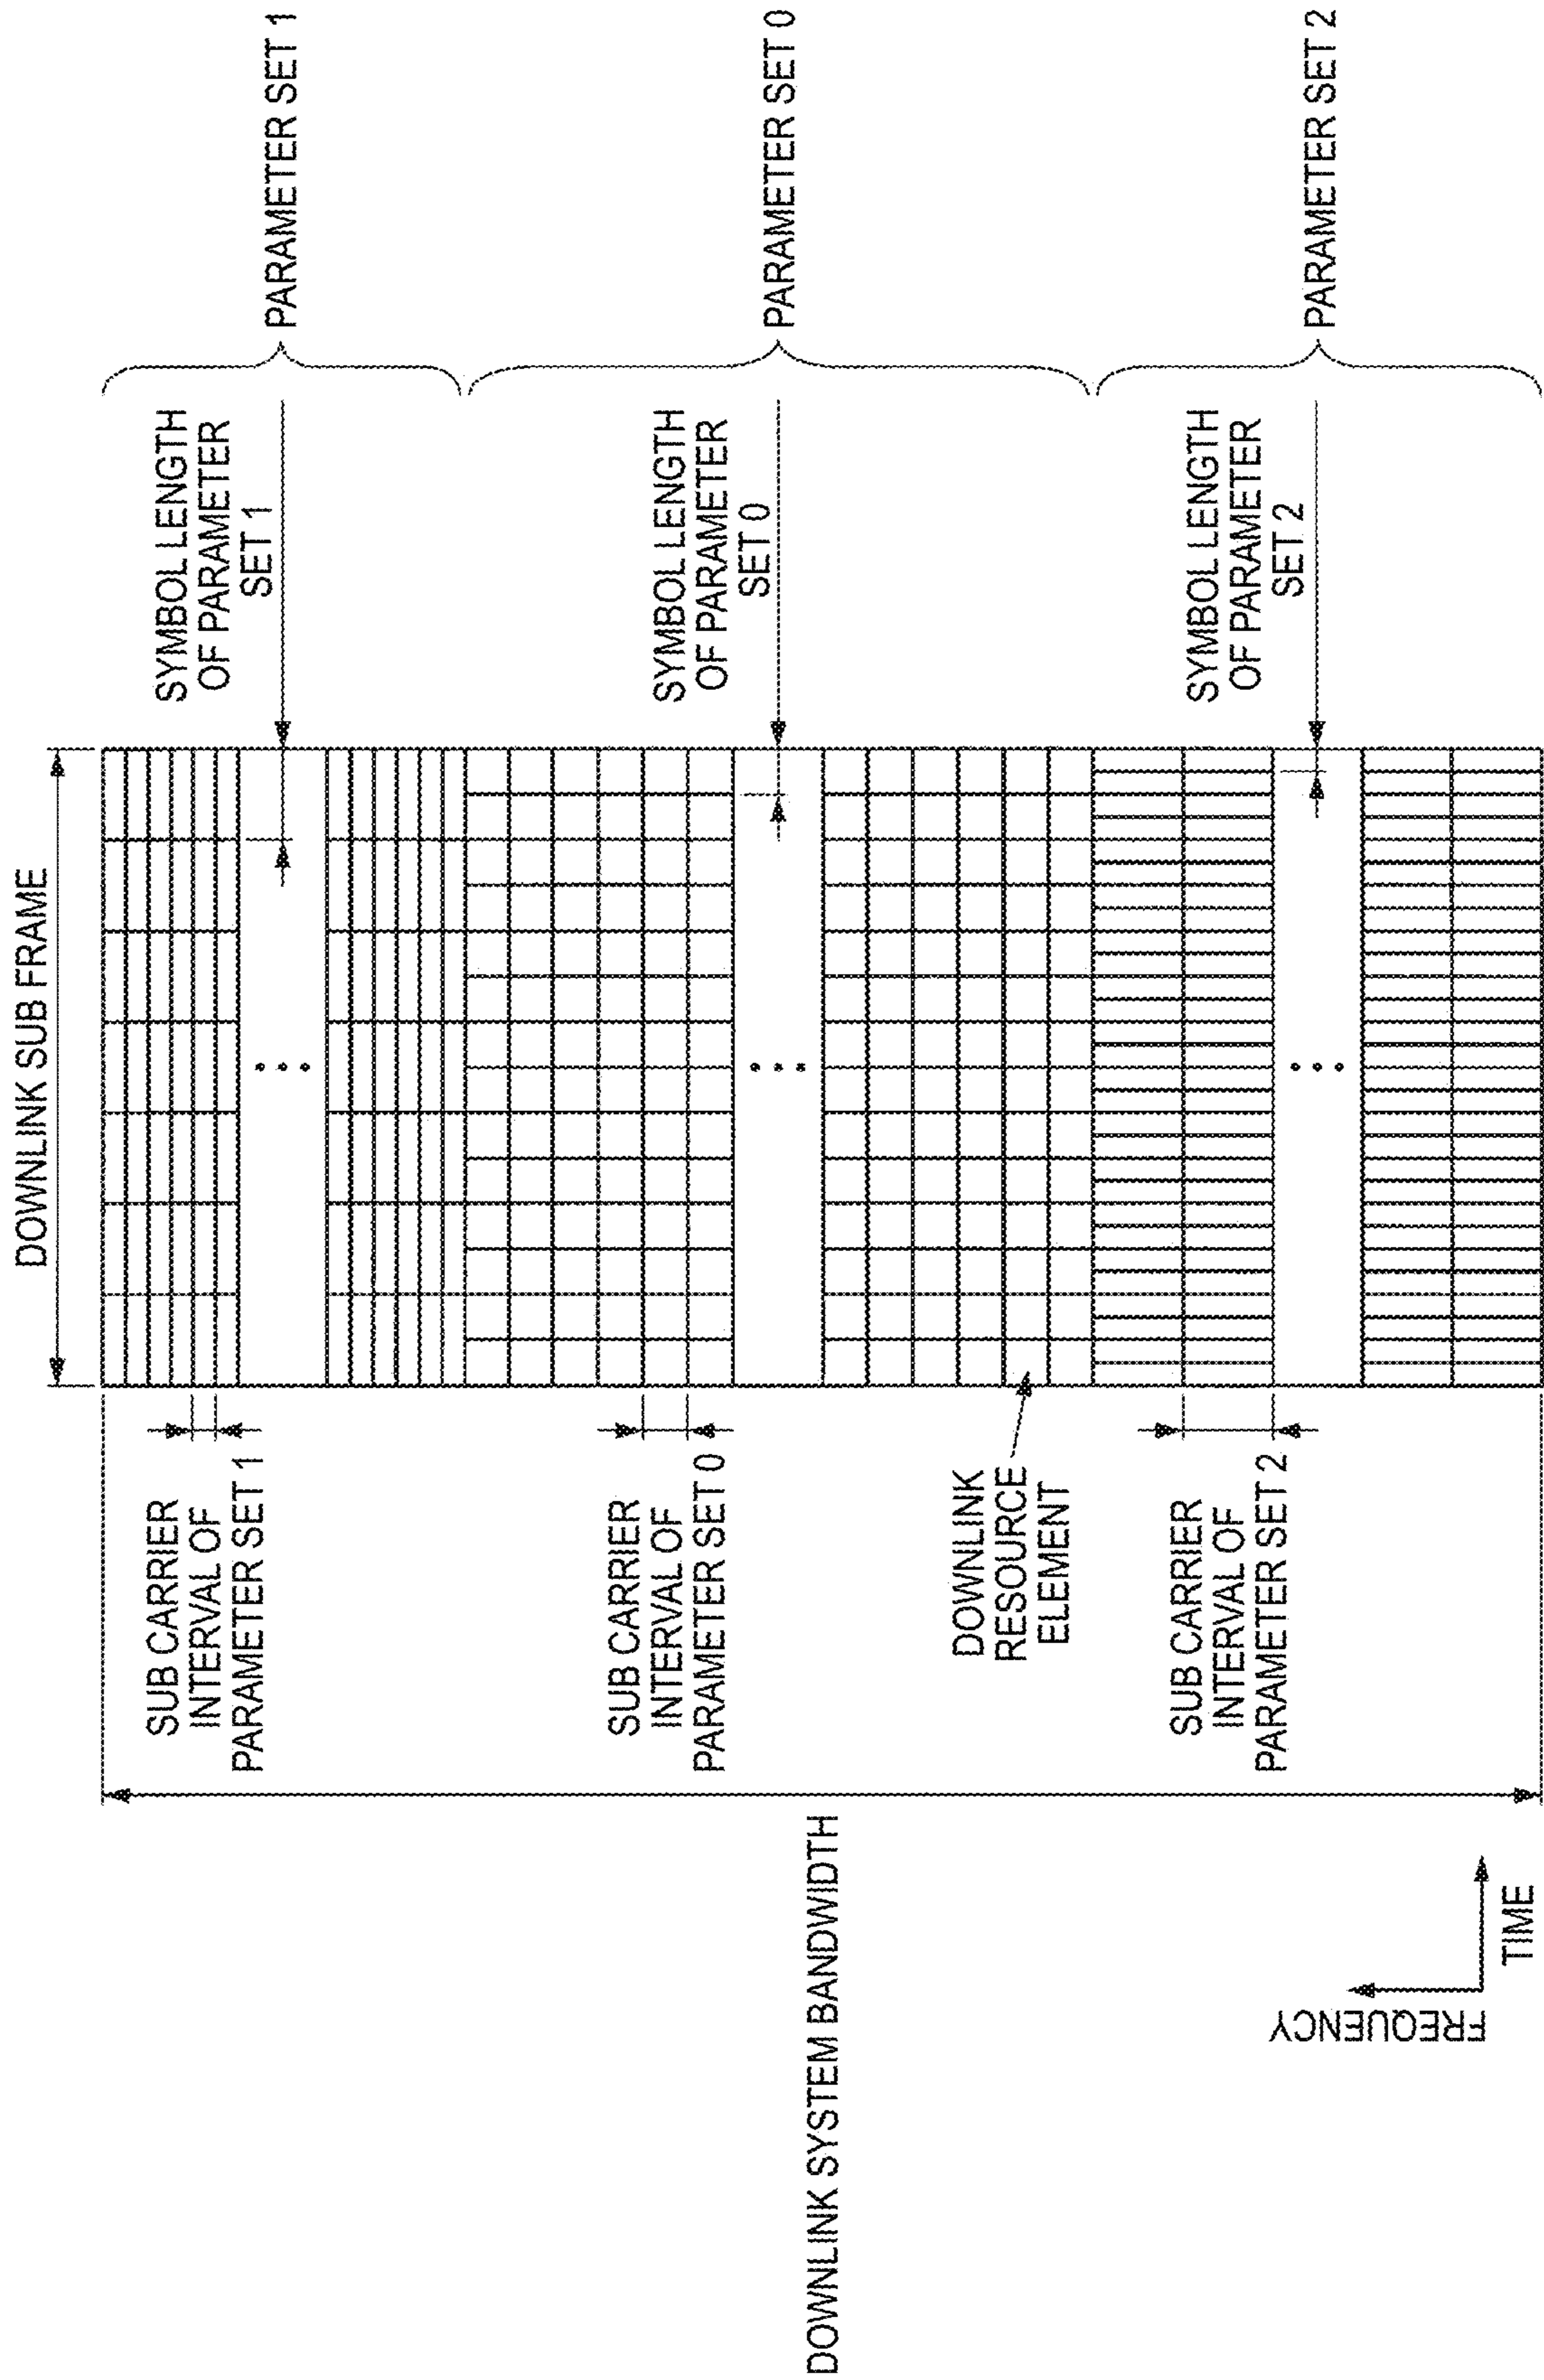 DOWNLINK SUB FRAME
SUB CARRIER
INTERVAL OF
PARAMETER SET 1
SYMBOL LENGTH
OF PARAMETER
SET 1
PARAMETER SET 1
SUB CARRIER
INTERVAL OF
PARAMETER SET 0
SYMBOL LENGTH
OF PARAMETER
SET 0
PARAMETER SET 0
DOWNLINK SYSTEM BANDWIDTH
DOWNLINK
RESOURCE
ELEMENT
SUB CARRIER
INTERVAL OF
PARAMETER SET 2
SYMBOL LENGTH
OF PARAMETER
SET 2
PARAMETER SET 2
FREQUENCY
TIME